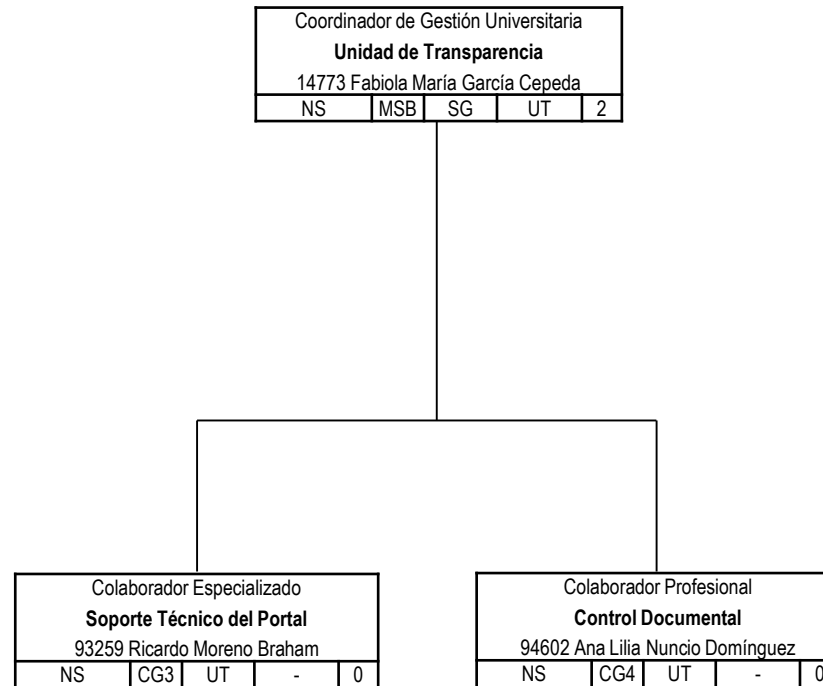 Coordinador de Gestión Universitaria
Unidad de Transparencia
14773 Fabiola María García Cepeda
NS MSB SG UT 2
Colaborador Especializado
Soporte Técnico del Portal
93259 Ricardo Moreno Braham
NS CG3 UT - 0
Colaborador Profesional
Control Documental
94602 Ana Lilia Nuncio Domínguez
NS CG4 UT - 0